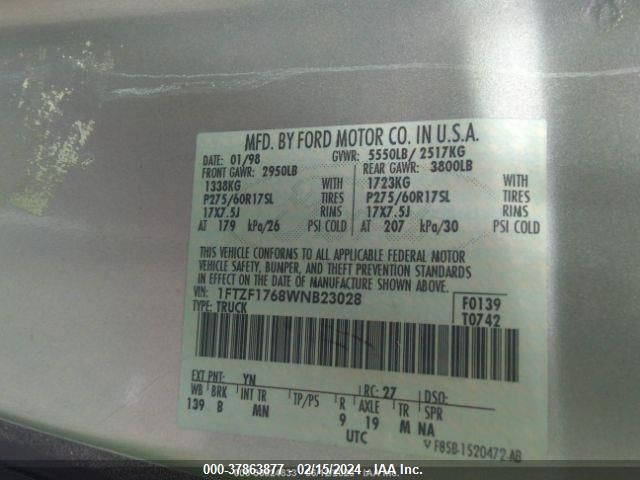 MFD. BY FORD MOTOR CO. IN U.S.A.
DATE: 01/98 GVWR: 5550LB/ 2517KG
FRONT GAWR: 2950LB REAR GAWR: 3800LB
1338KG WITH 1723KG WITH
P275/60R17SL TIRES P275/60R17SL TIRES
17X7.5J RIMS 17X7.5J RIMS
AT 179 kPa/26 PSI COLD AT 207 kPa/30 PSI COLD
THIS VEHICLE CONFORMS TO ALL APPLICABLE FEDERAL MOTOR
VEHICLE SAFETY, BUMPER, AND THEFT PREVENTION STANDARDS
IN EFFECT ON THE DATE OF MANUFACTURE SHOWN ABOVE.
VIN: 1FTZF1768WNB23028 F0139
TYPE: TRUCK T0742
EXT PNT: YN RC: 27 DSO:
WB BRK INT TR TP/PS R AXLE TR SPR
139 B MN 9 19 M NA
UTC
F85B-1520472-AB
000-37863877 - 02/15/2024 - IAA Inc.